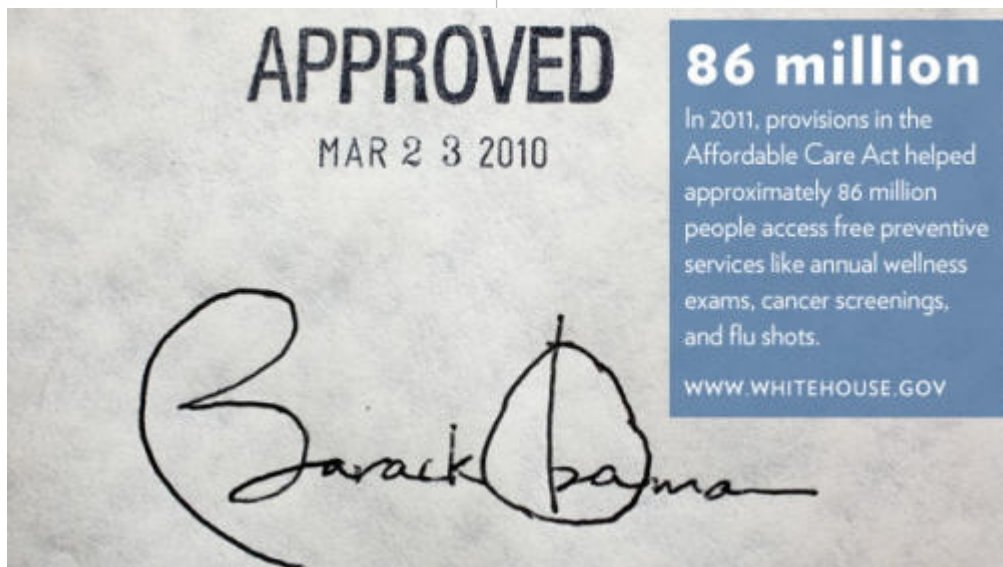 APPROVED
MAR 2 3 2010
Barack Obama
86 million
In 2011, provisions in the
Affordable Care Act helped
approximately 86 million
people access free preventive
services like annual wellness
exams, cancer screenings,
and flu shots.
WWW.WHITEHOUSE.GOV